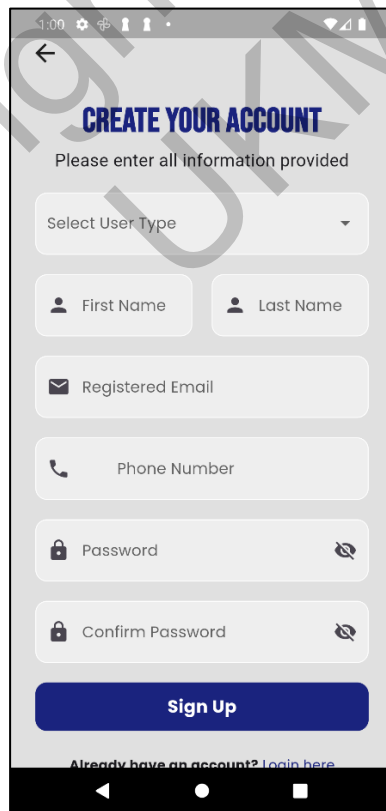 1:00
CREATE YOUR ACCOUNT
Please enter all information provided
Select User Type
First Name
Last Name
Registered Email
Phone Number
Password
Confirm Password
Sign Up
Already have an account? Login here
UKM